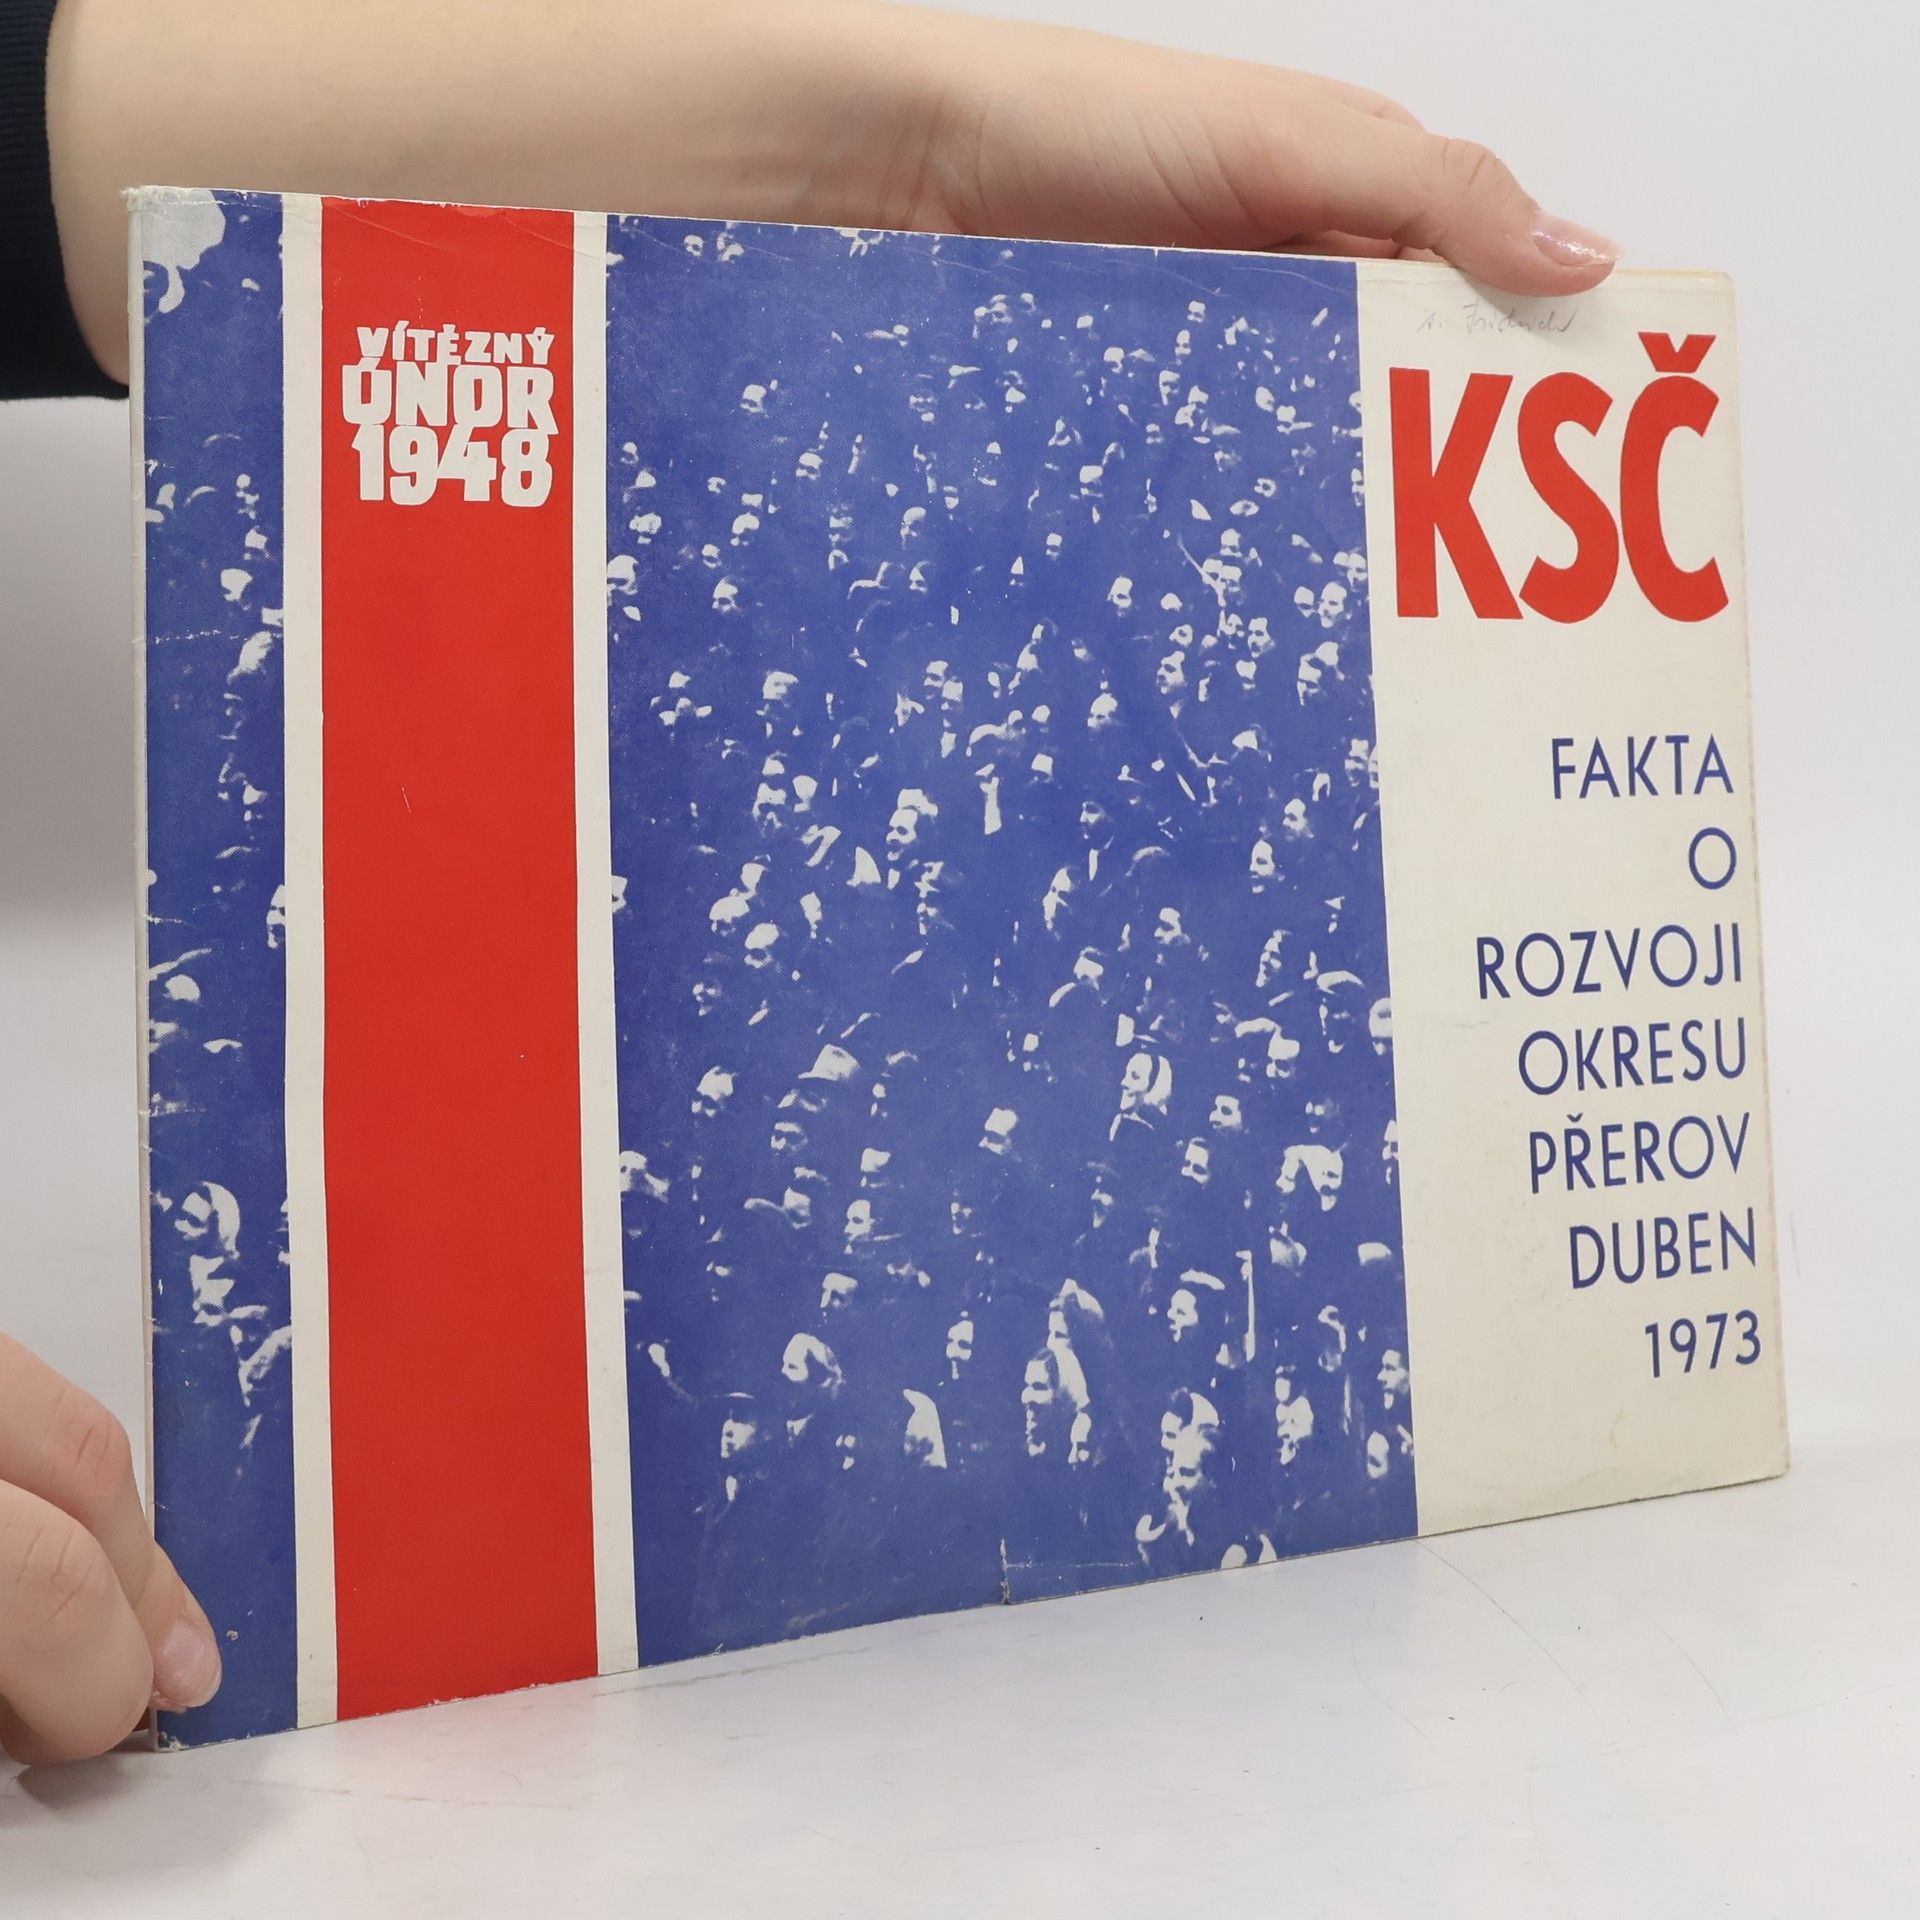 VÍTĚZNÝ
ÚNOR
1948
KSČ
FAKTA
O
ROZVOJI
OKRESU
PŘEROV
DUBEN
1973